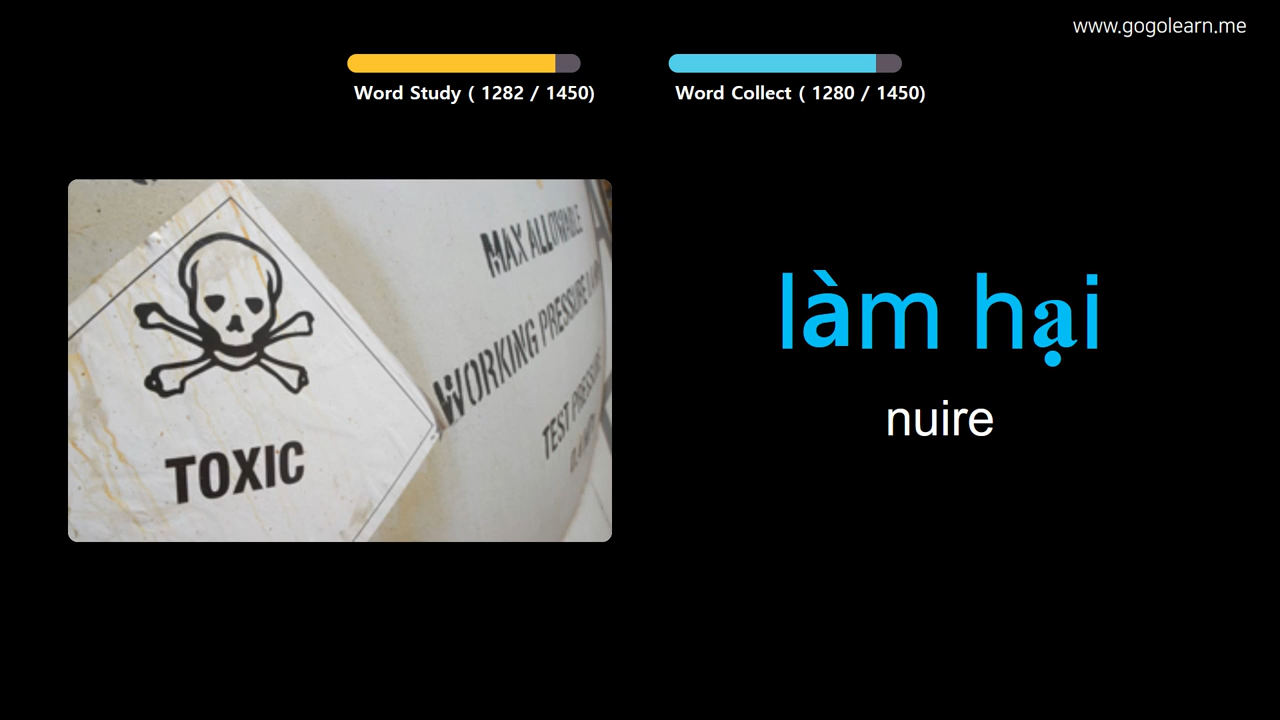 www.gogolearn.me
Word Study ( 1282 / 1450)
Word Collect ( 1280 / 1450)
MAX ALLOWABLE
WORKING PRESSURE
TEST PRESSURE
TOXIC
làm hại
nuire